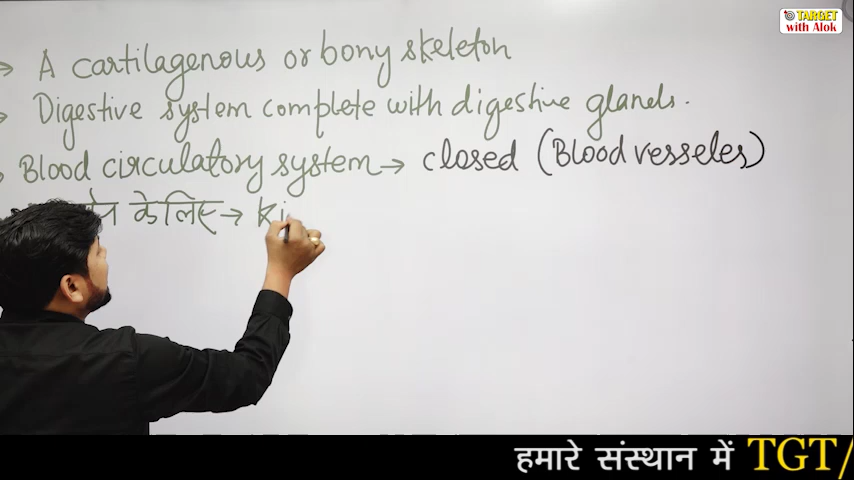 TARGET
with Alok
→ A cartilagenous or bony skeleton
→ Digestive system complete with digestive glands.
→ Blood circulatory system → closed (Blood vesseles)
के लिए → Ki
हमारे संस्थान में TGT/